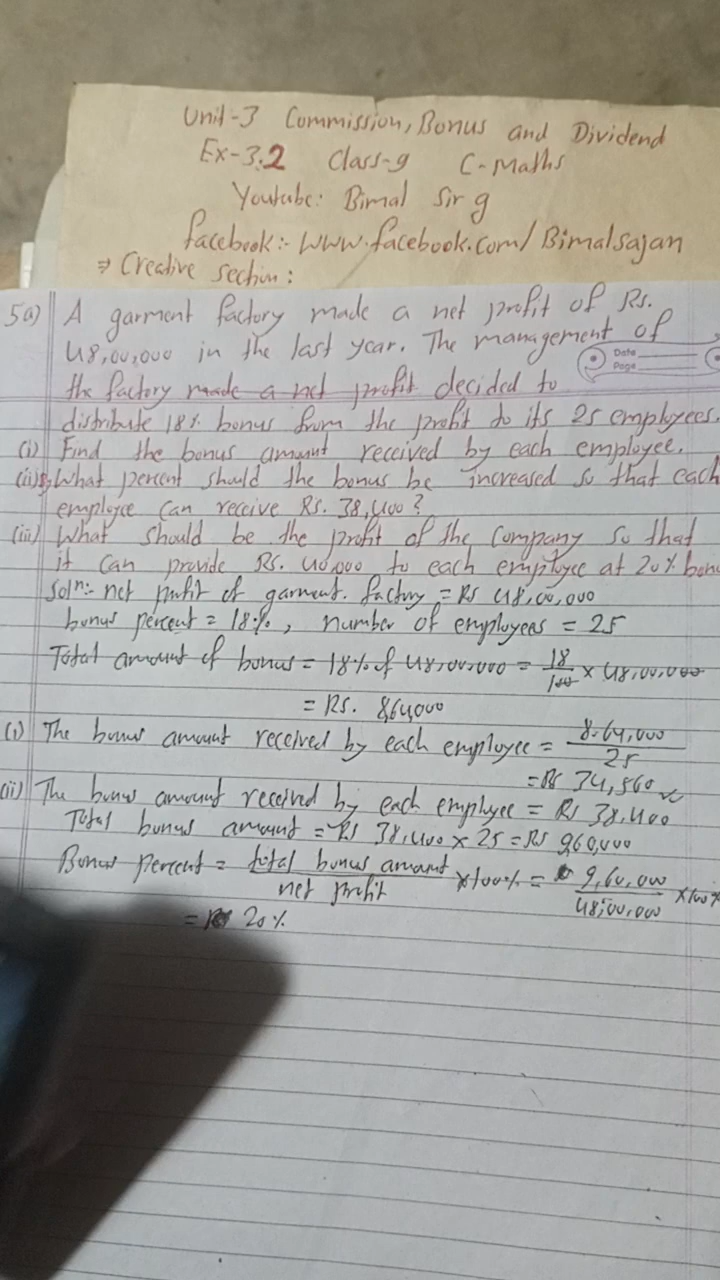 Unit-3 Commission, Bonus and Dividend
Ex-3.2 Class-9 C-Maths
Youtube: Bimal Sir g
facebook:- www.facebook.com/Bimalsajan
⇒ Creative section:
5a) A garment factory made a net profit of Rs.
48,00,000 in the last year. The management of
Date
Page
the factory made a net profit decided to
distribute 18% bonus from the profit to its 25 employees.
(i) Find the bonus amount received by each employee.
(ii) What percent should the bonus be increased so that each
employee can receive Rs. 38,400?
(iii) What should be the profit of the company so that
it can provide Rs. 40,000 to each employee at 20% bonu
Soln:- net profit of garment. factory = Rs 48,00,000
bonus percent = 18%, number of employees = 25
Total amount of bonus = 18% of 48,00,000 = 18/100 × 48,00,000
= Rs. 864000
(i) The bonus amount received by each employee = 8,64,000/25
= Rs 34,560
(ii) The bonus amount received by each employee = Rs 38,400
Total bonus amount = Rs 38,400 × 25 = Rs 960,000
Bonus percent = total bonus amount/net profit × 100% = 9,60,000/48,00,000 × 100%
= 20%